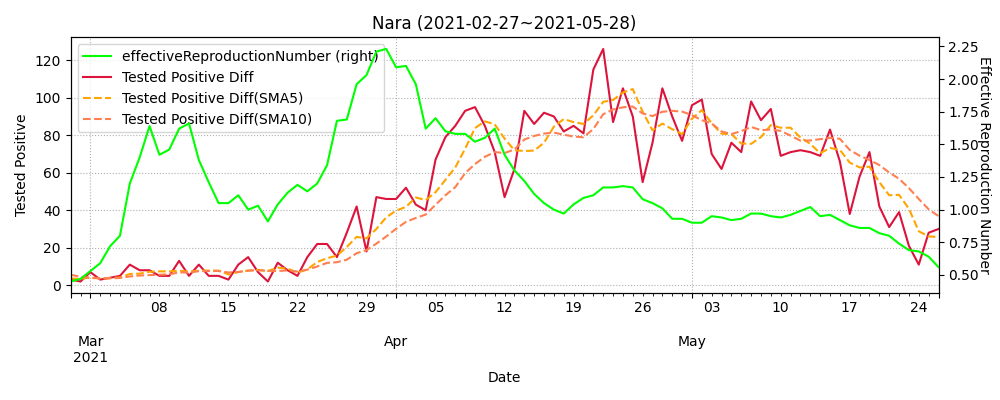 Nara (2021-02-27~2021-05-28)
effectiveReproductionNumber (right)
Tested Positive Diff
Tested Positive Diff(SMA5)
Tested Positive Diff(SMA10)
Tested Positive
120
100
80
60
40
20
0
2.25
2.00
1.75
1.50
1.25
1.00
0.75
0.50
Effective Reproduction Number
08 15 22 29 05 12 19 26 03 10 17 24
Mar Apr May
2021
Date